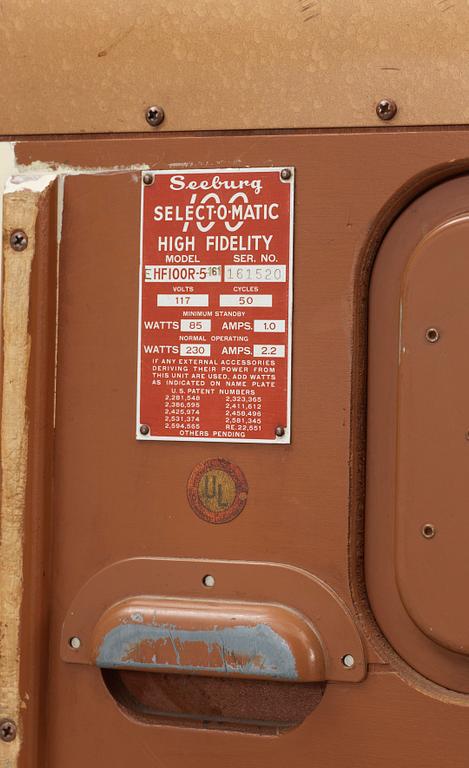 Seeburg
100
SELECT-O-MATIC
HIGH FIDELITY
MODEL SER. NO.
EHF100R-5-161 161520
VOLTS CYCLES
117 50
MINIMUM STANDBY
WATTS 85 AMPS. 1.0
NORMAL OPERATING
WATTS 230 AMPS. 2.2
IF ANY EXTERNAL ACCESSORIES
DERIVING THEIR POWER FROM
THIS UNIT ARE USED, ADD WATTS
AS INDICATED ON NAME PLATE
U.S. PATENT NUMBERS
2,281,548 2,323,365
2,386,595 2,411,612
2,425,974 2,458,496
2,531,374 2,581,345
2,594,565 RE.22,551
OTHERS PENDING
UL